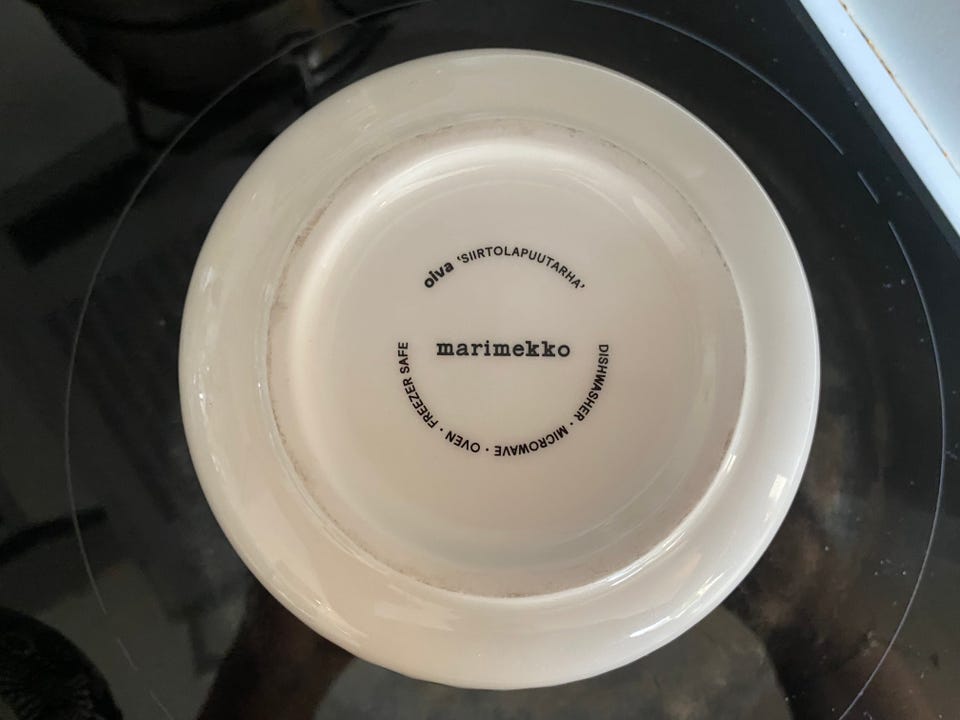 oiva 'SIIRTOLAPUUTARHA'
marimekko
DISHWASHER · MICROWAVE · OVEN · FREEZER SAFE